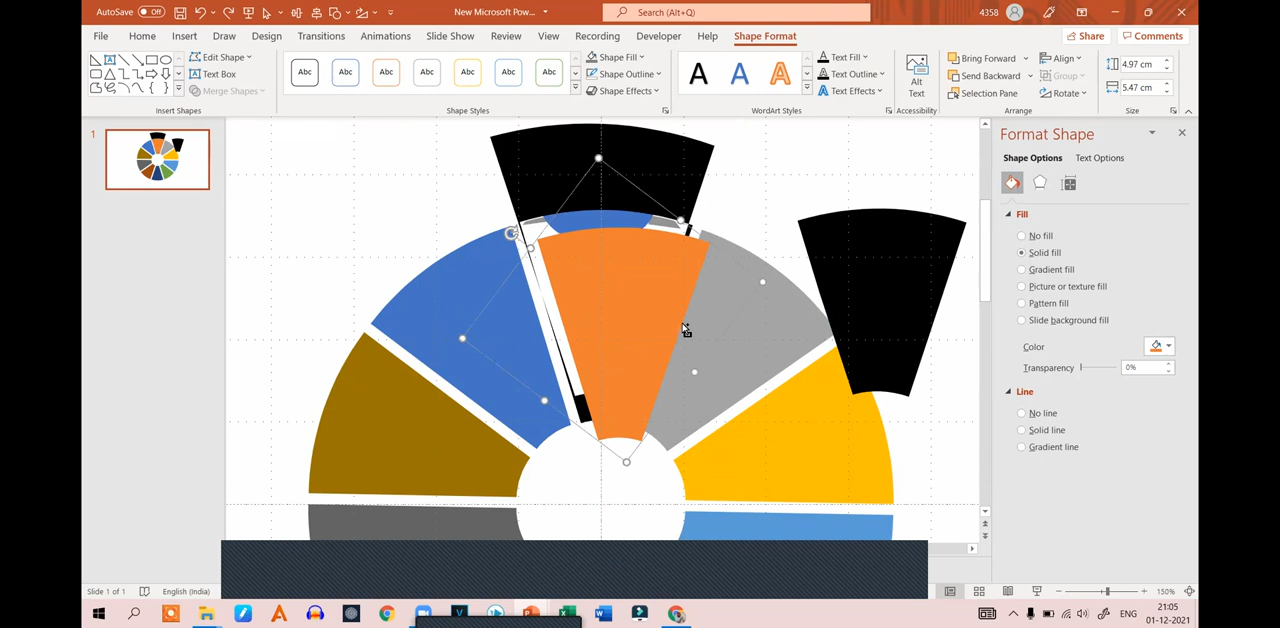 AutoSave Off New Microsoft Pow... Search (Alt+Q) 4358
File Home Insert Draw Design Transitions Animations Slide Show Review View Recording Developer Help Shape Format Share Comments
Edit Shape
Text Box
Merge Shapes
Insert Shapes
Abc Abc Abc Abc Abc Abc Abc
Shape Fill
Shape Outline
Shape Effects
Shape Styles
A A A
Text Fill
Text Outline
Text Effects
WordArt Styles
Alt
Text
Accessibility
Bring Forward
Send Backward
Selection Pane
Align
Group
Rotate
Arrange
4.97 cm
5.47 cm
Size
1
Format Shape
Shape Options Text Options
Fill
No fill
Solid fill
Gradient fill
Picture or texture fill
Pattern fill
Slide background fill
Color
Transparency 0%
Line
No line
Solid line
Gradient line
Slide 1 of 1 English (India) 150%
ENG
21:05
01-12-2021